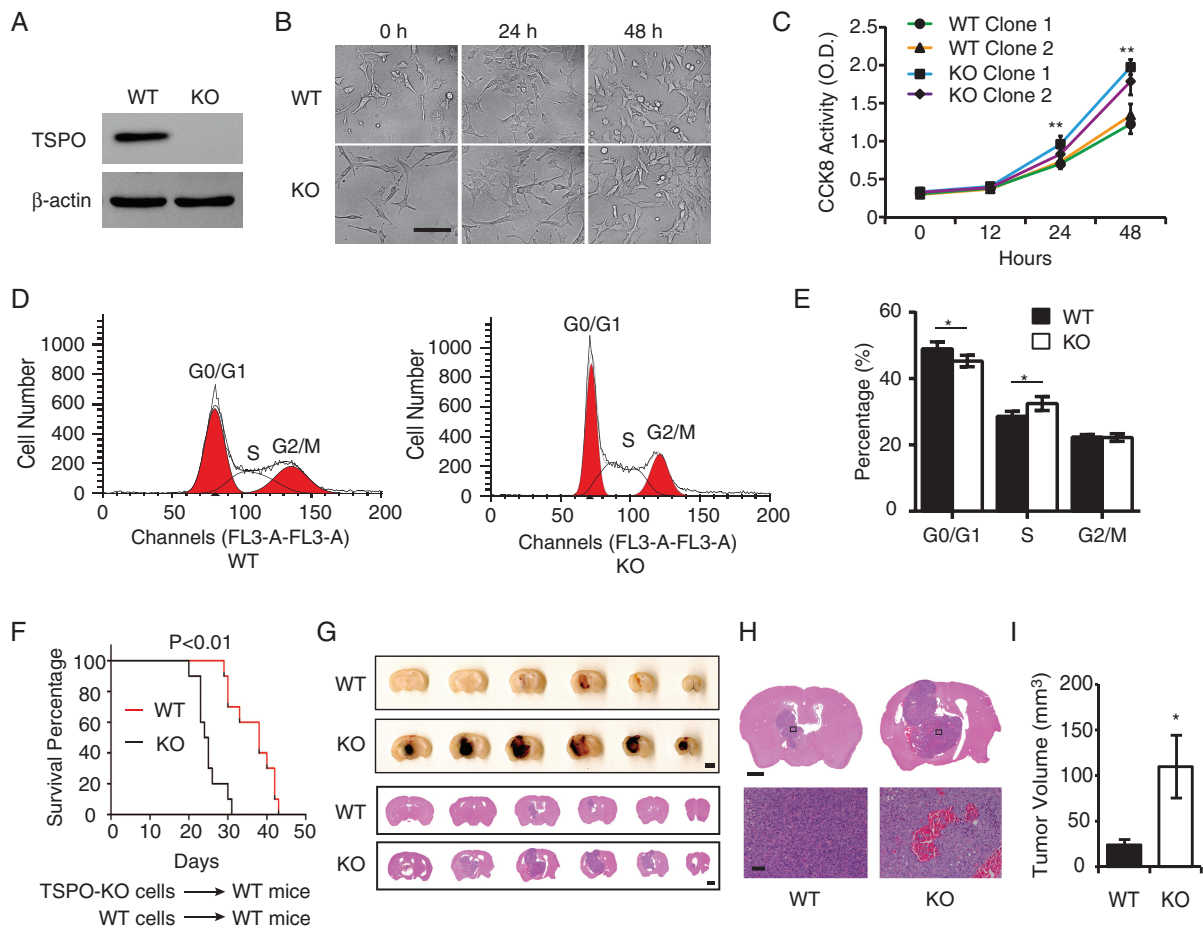 A
WT KO
TSPO
β-actin
B
0 h 24 h 48 h
WT
KO
C
CCK8 Activity (O.D.)
2.5
2.0
1.5
1.0
0.5
0
WT Clone 1
WT Clone 2
KO Clone 1
KO Clone 2
**
**
0 12 24 48
Hours
D
Cell Number
1000
800
600
400
200
0
G0/G1
S
G2/M
0 50 100 150 200
Channels (FL3-A-FL3-A)
WT
Cell Number
1000
800
600
400
200
0
G0/G1
S
G2/M
0 40 80 120 160 200
Channels (FL3-A-FL3-A)
KO
E
Percentage (%)
60
40
20
0
WT
KO
*
*
G0/G1 S G2/M
F
P<0.01
Survival Percentage
100
80
60
40
20
0
WT
KO
0 10 20 30 40 50
Days
TSPO-KO cells → WT mice
WT cells → WT mice
G
WT
KO
WT
KO
H
WT KO
I
Tumor Volume (mm³)
200
150
100
50
0
*
WT KO